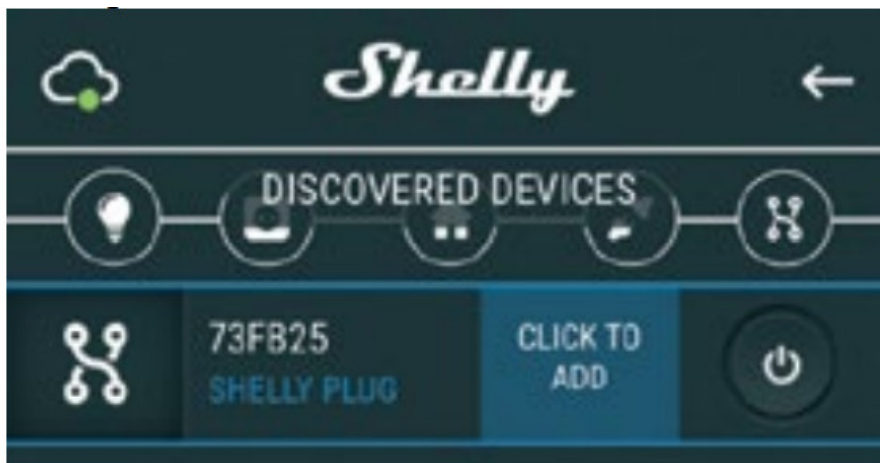 Shelly
DISCOVERED DEVICES
73FB25
SHELLY PLUG
CLICK TO
ADD